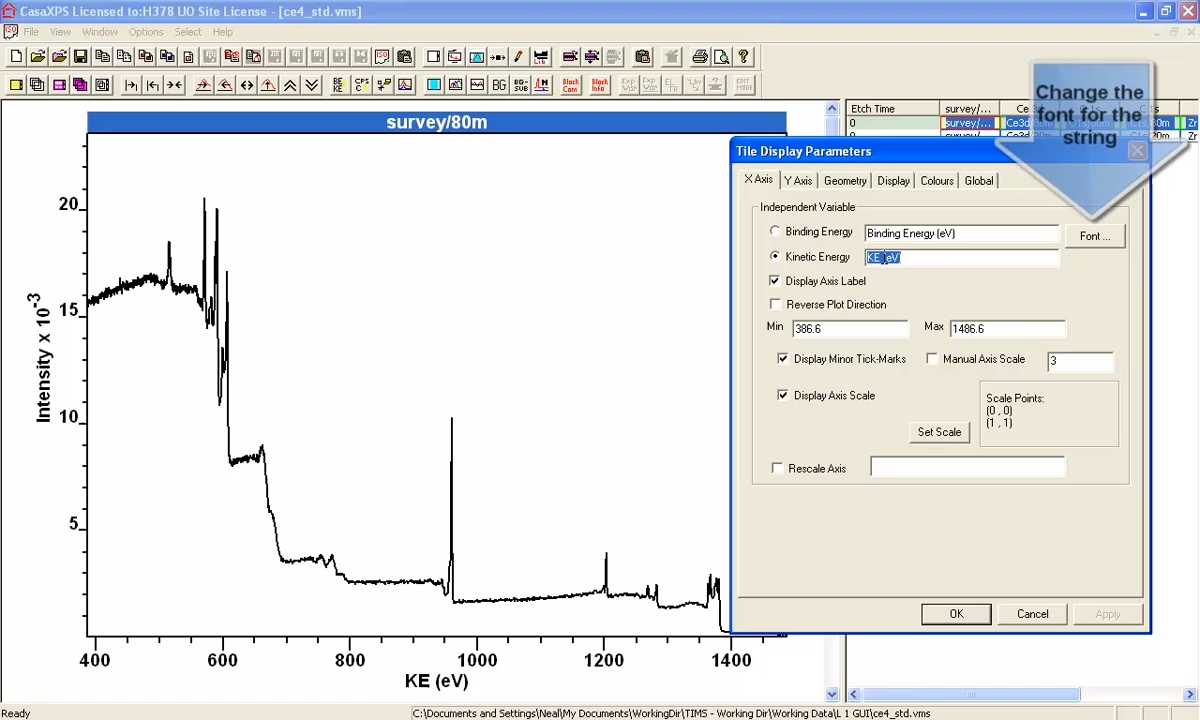 CasaXPS Licensed to:H378 UO Site License - [ce4_std.vms]
File View Window Options Select Help
survey/80m
Intensity x 10^-3
20
15
10
5
400 600 800 1000 1200 1400
KE (eV)
Etch Time survey/... Ce
0 survey/...
Change the
font for the
string
Tile Display Parameters
X Axis Y Axis Geometry Display Colours Global
Independent Variable
Binding Energy Binding Energy (eV)
Font ...
Kinetic Energy KE (eV)
Display Axis Label
Reverse Plot Direction
Min 386.6 Max 1486.6
Display Minor Tick-Marks Manual Axis Scale 3
Display Axis Scale
Scale Points:
(0 , 0)
(1 , 1)
Set Scale
Rescale Axis
OK Cancel Apply
Ready C:\Documents and Settings\Neal\My Documents\WorkingDir\TIMS - Working Dir\Working Data\L 1 GUI\ce4_std.vms